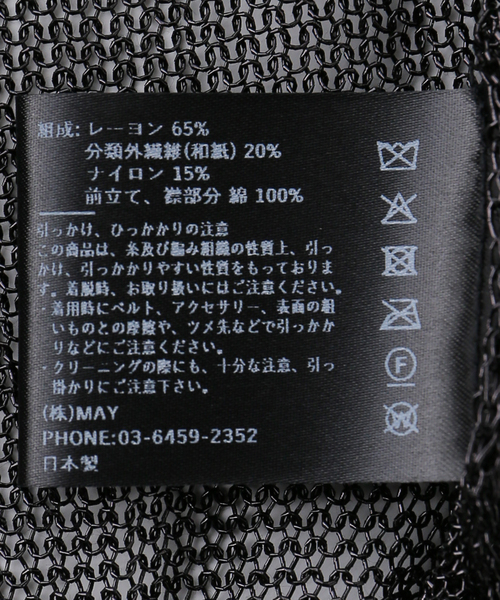 組成: レーヨン 65%
分類外繊維(和紙) 20%
ナイロン 15%
前立て、襟部分 綿 100%
引っかけ、ひっかかりの注意
この商品は、糸及び編み組織の性質上、引っ
かけ、引っかかりやすい性質をもっておりま
す。着脱時、お取り扱いにはご注意ください。
・着用時にベルト、アクセサリー、表面の粗
いものとの摩擦や、ツメ先などで引っかか
りなどにご注意ください。
・クリーニングの際にも、十分な注意、引っ
掛かりにご注意下さい。
(株)MAY
PHONE:03-6459-2352
日本製
F
W